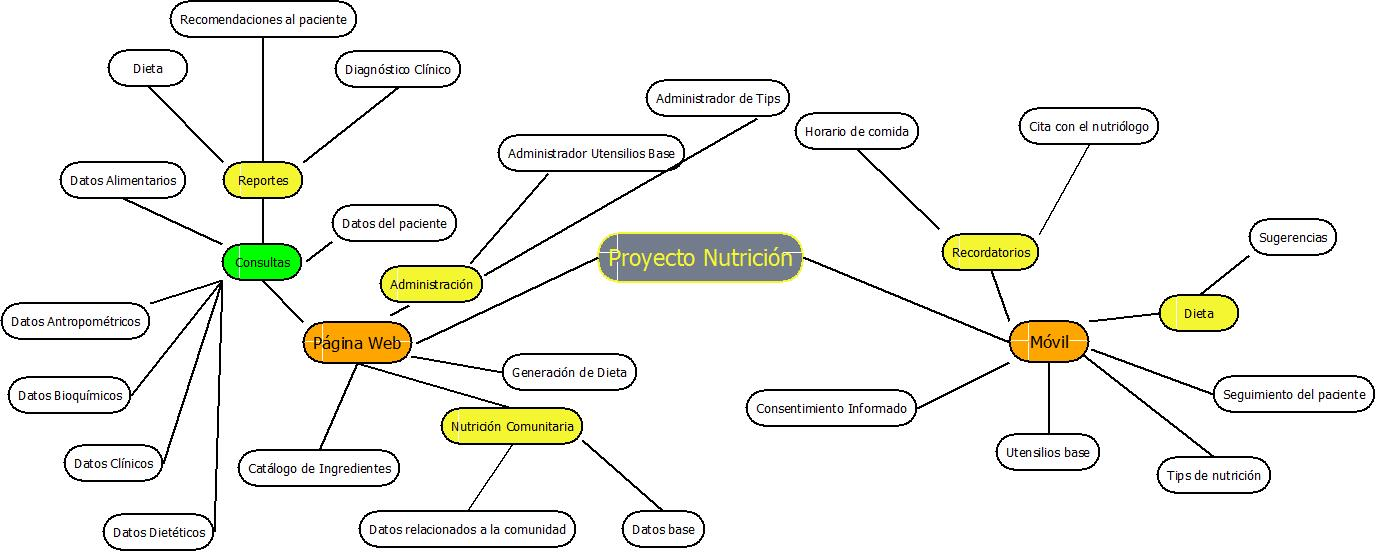 Recomendaciones al paciente
Dieta
Diagnóstico Clínico
Administrador de Tips
Horario de comida
Cita con el nutriólogo
Administrador Utensilios Base
Datos Alimentarios
Reportes
Datos del paciente
Sugerencias
Recordatorios
Proyecto Nutrición
Consultas
Administración
Dieta
Datos Antropométricos
Página Web
Móvil
Generación de Dieta
Datos Bioquímicos
Seguimiento del paciente
Consentimiento Informado
Nutrición Comunitaria
Utensilios base
Datos Clínicos
Catálogo de Ingredientes
Tips de nutrición
Datos Dietéticos
Datos relacionados a la comunidad
Datos base